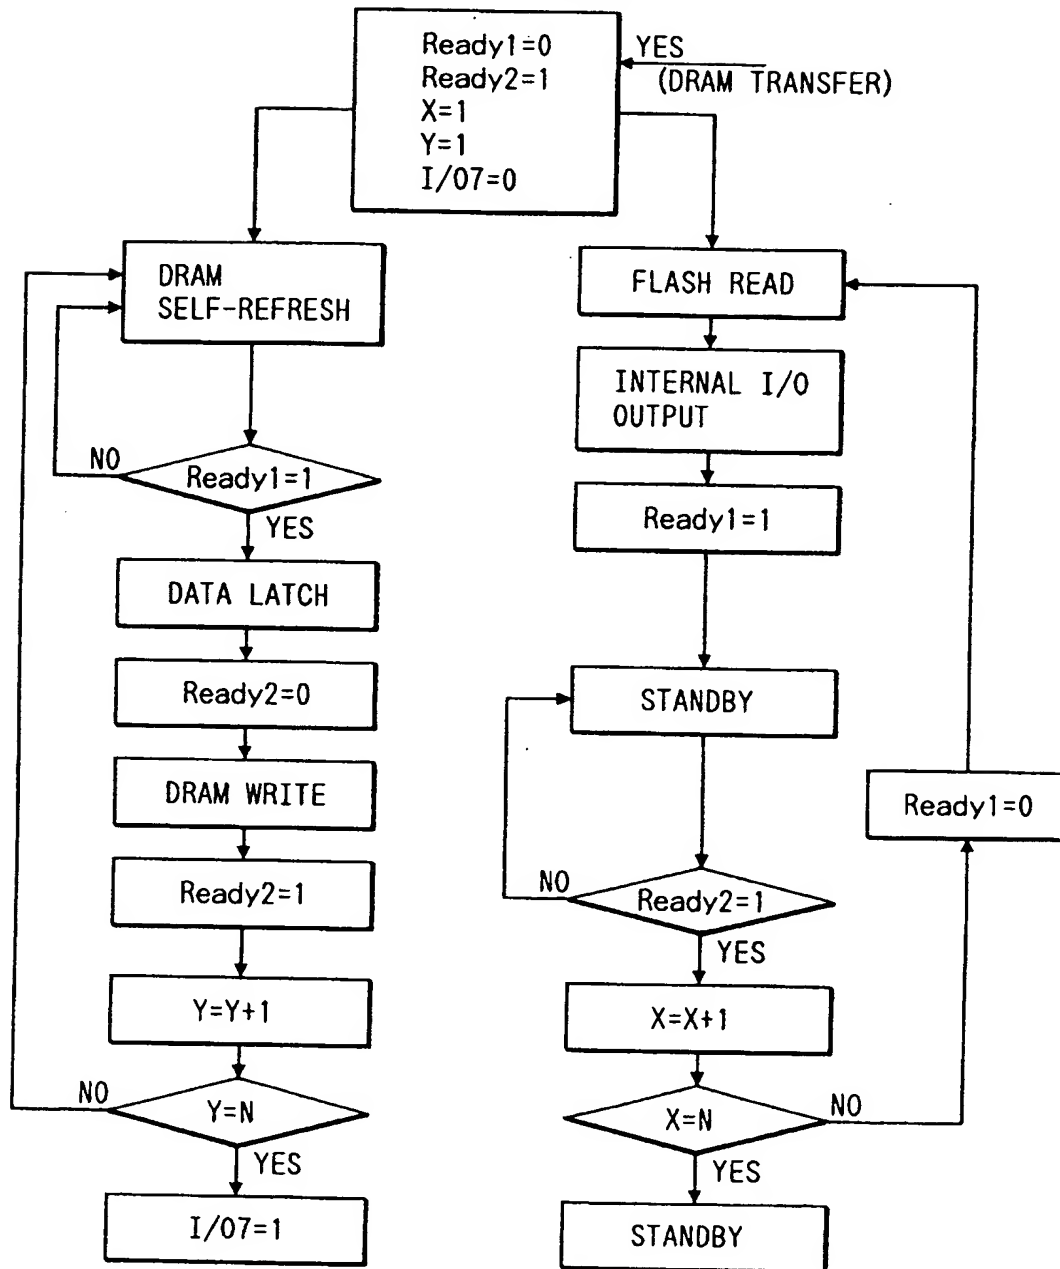 Ready1=0
Ready2=1
X=1
Y=1
I/07=0
YES
(DRAM TRANSFER)
DRAM
SELF-REFRESH
NO
Ready1=1
YES
DATA LATCH
Ready2=0
DRAM WRITE
Ready2=1
Y=Y+1
NO
Y=N
YES
I/07=1
FLASH READ
INTERNAL I/O
OUTPUT
Ready1=1
STANDBY
NO
Ready2=1
YES
X=X+1
X=N
NO
YES
STANDBY
Ready1=0